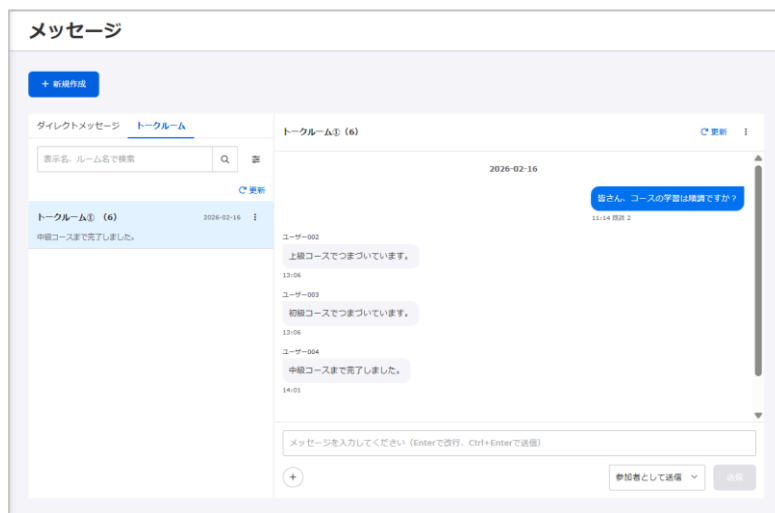 メッセージ
+ 新規作成
ダイレクトメッセージ トークルーム
表示名、ルーム名で検索
更新
トークルーム① (6) 2026-02-16
中級コースまで完了しました。
トークルーム① (6) 更新
2026-02-16
皆さん、コースの学習は順調ですか？
11:14 既読 2
ユーザー002
上級コースでつまづいています。
13:06
ユーザー003
初級コースでつまづいています。
13:06
ユーザー004
中級コースまで完了しました。
14:01
メッセージを入力してください（Enterで改行、Ctrl+Enterで送信）
参加者として送信 送信